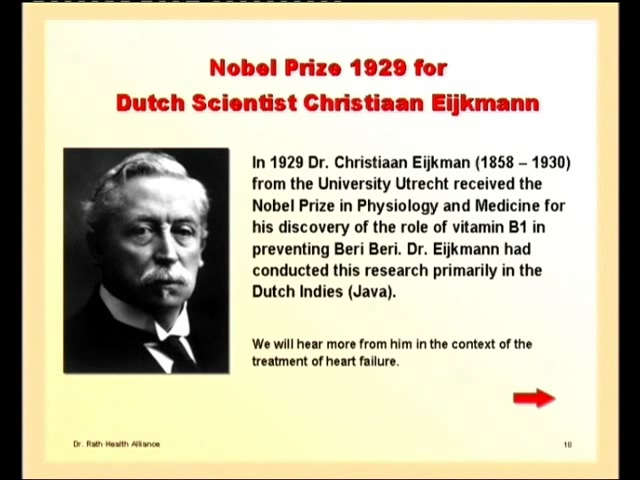 Nobel Prize 1929 for
Dutch Scientist Christiaan Eijkmann
In 1929 Dr. Christiaan Eijkman (1858 – 1930)
from the University Utrecht received the
Nobel Prize in Physiology and Medicine for
his discovery of the role of vitamin B1 in
preventing Beri Beri. Dr. Eijkmann had
conducted this research primarily in the
Dutch Indies (Java).
We will hear more from him in the context of the
treatment of heart failure.
Dr. Rath Health Alliance
18